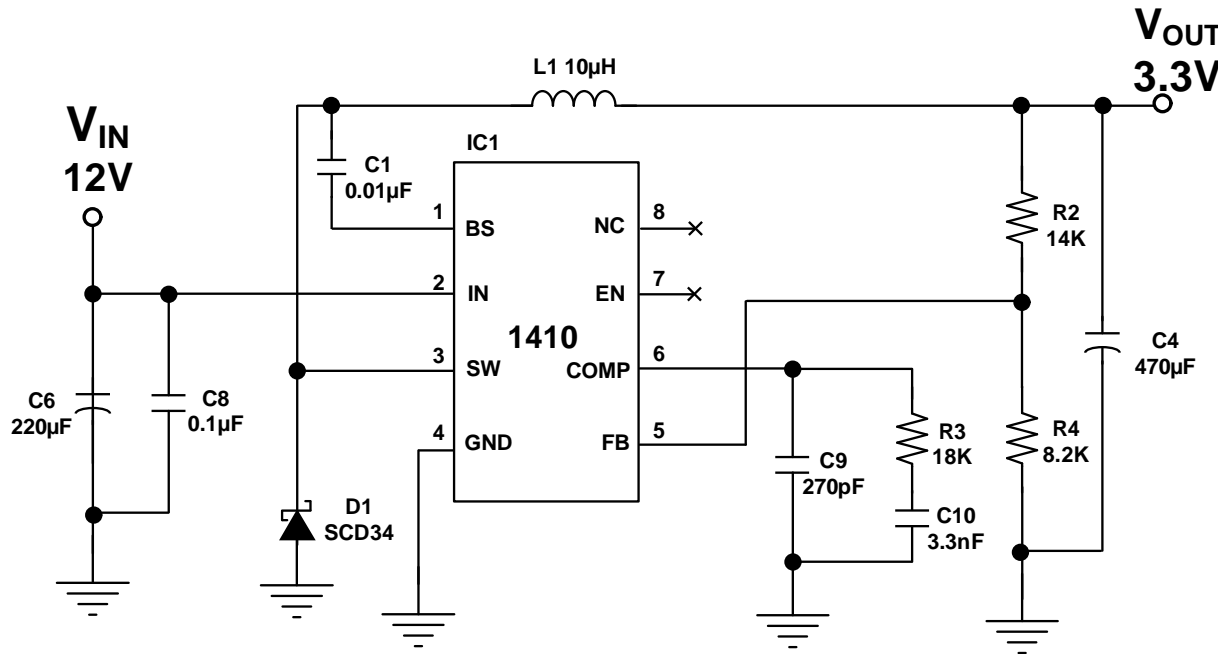 V_OUT
3.3V
L1 10µH
V_IN
12V
IC1
C1
0.01µF
1
BS
NC
8
R2
14K
2
IN
EN
7
1410
3
SW
COMP
6
C4
470µF
C6
220µF
C8
0.1µF
4
GND
FB
5
R3
18K
R4
8.2K
C9
270pF
D1
SCD34
C10
3.3nF